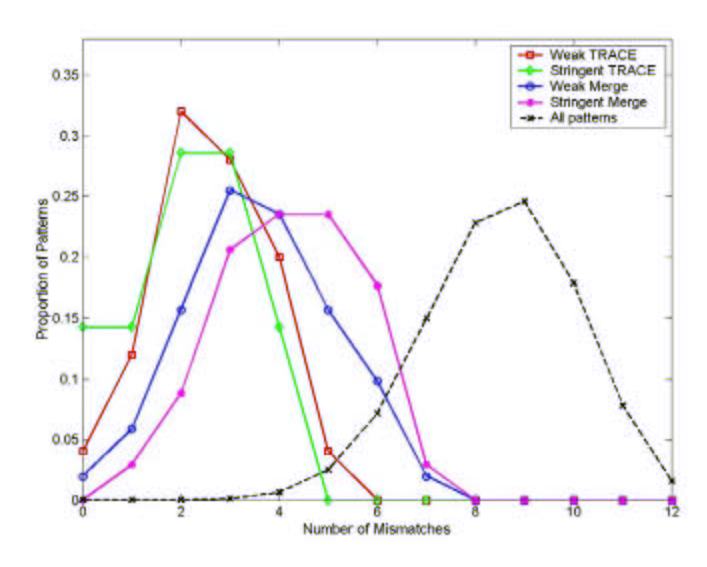 Weak TRACE
Stringent TRACE
Weak Merge
Stringent Merge
All patterns
0.35
0.3
0.25
0.2
0.15
0.1
0.05
0
Proportion of Patterns
0 2 4 6 8 10 12
Number of Mismatches